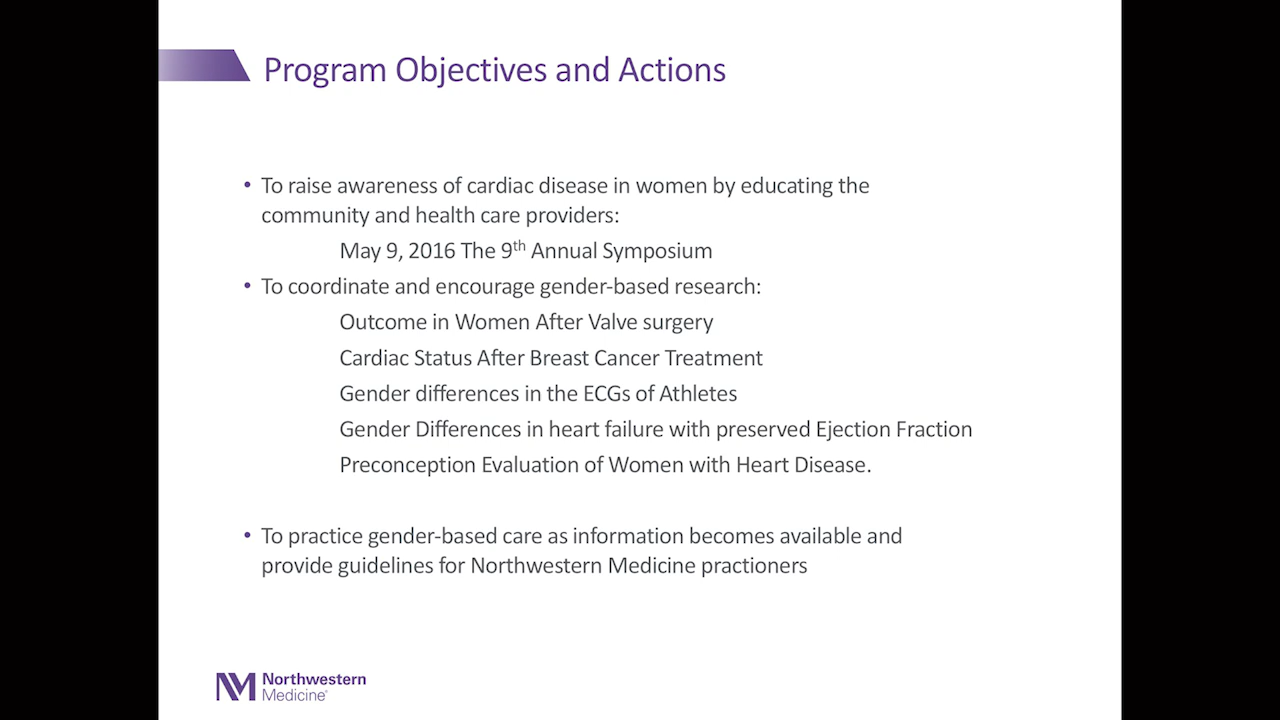 Program Objectives and Actions
• To raise awareness of cardiac disease in women by educating the
community and health care providers:
May 9, 2016 The 9th Annual Symposium
• To coordinate and encourage gender-based research:
Outcome in Women After Valve surgery
Cardiac Status After Breast Cancer Treatment
Gender differences in the ECGs of Athletes
Gender Differences in heart failure with preserved Ejection Fraction
Preconception Evaluation of Women with Heart Disease.
• To practice gender-based care as information becomes available and
provide guidelines for Northwestern Medicine practioners
NM Northwestern
Medicine®